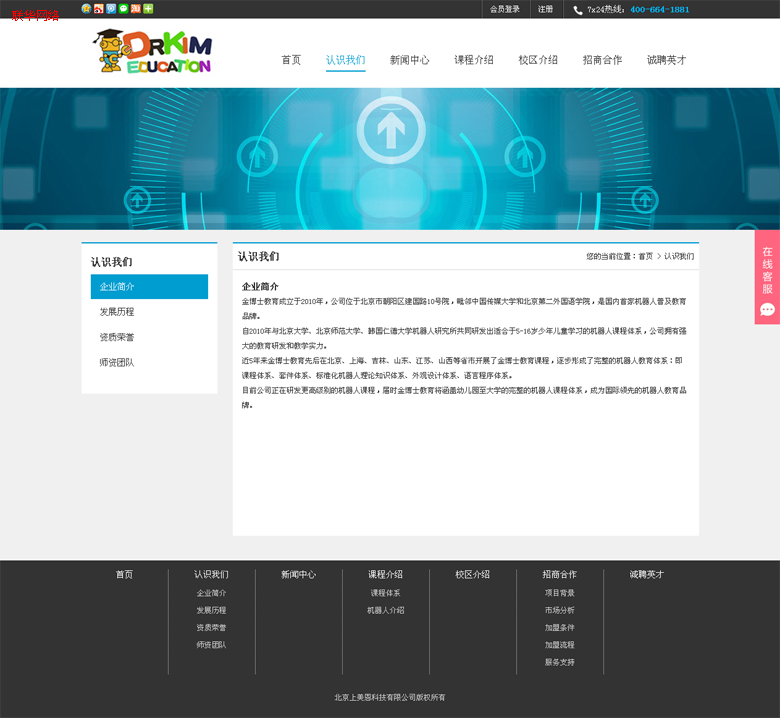 联华网络
会员登录 注册 7x24热线: 400-664-1881
DRKIM
EDUCATION
首页 认识我们 新闻中心 课程介绍 校区介绍 招商合作 诚聘英才
在线客服
认识我们
企业简介
发展历程
资质荣誉
师资团队
认识我们 您的当前位置：首页 > 认识我们
企业简介
金博士教育成立于2010年，公司位于北京市朝阳区建国路10号院，毗邻中国传媒大学和北京第二外国语学院，是国内首家机器人普及教育
品牌。
自2010年与北京大学、北京师范大学、韩国仁德大学机器人研究所共同研发出适合于5-16岁少年儿童学习的机器人课程体系，公司拥有强
大的教育研发和教学实力。
近5年来金博士教育先后在北京、上海、吉林、山东、江苏、山西等省市开展了金博士教育课程，逐步形成了完整的机器人教育体系：即
课程体系、套件体系、标准化机器人理论知识体系、外观设计体系、语言程序体系。
目前公司正在研发更高级别的机器人课程，届时金博士教育将涵盖幼儿园至大学的完整的机器人课程体系，成为国际领先的机器人教育品
牌。
首页 认识我们 新闻中心 课程介绍 校区介绍 招商合作 诚聘英才
企业简介 课程体系 项目背景
发展历程 机器人介绍 市场分析
资质荣誉 加盟条件
师资团队 加盟流程
服务支持
北京上美恩科技有限公司版权所有